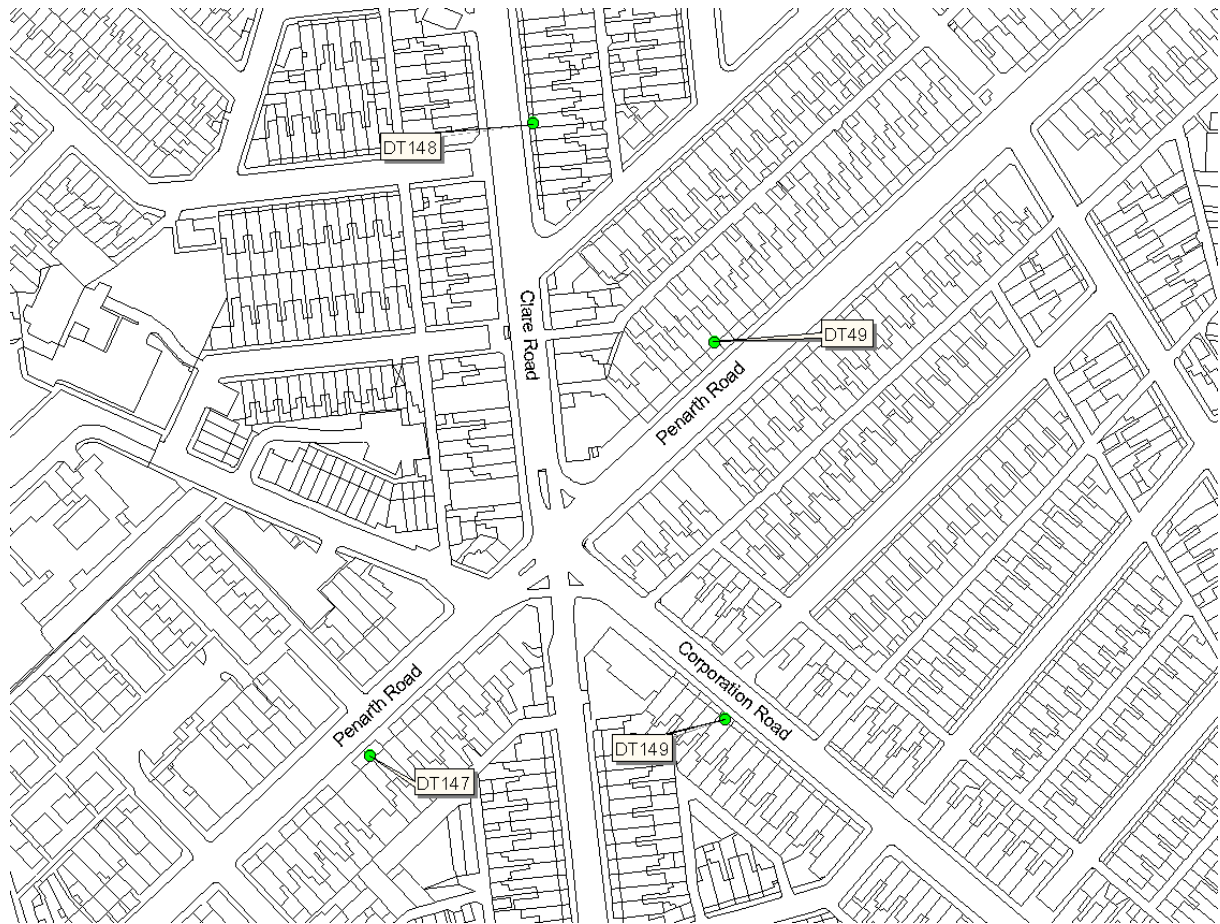 DT148
Clare Road
DT49
Penarth Road
Corporation Road
Penarth Road
DT149
DT147